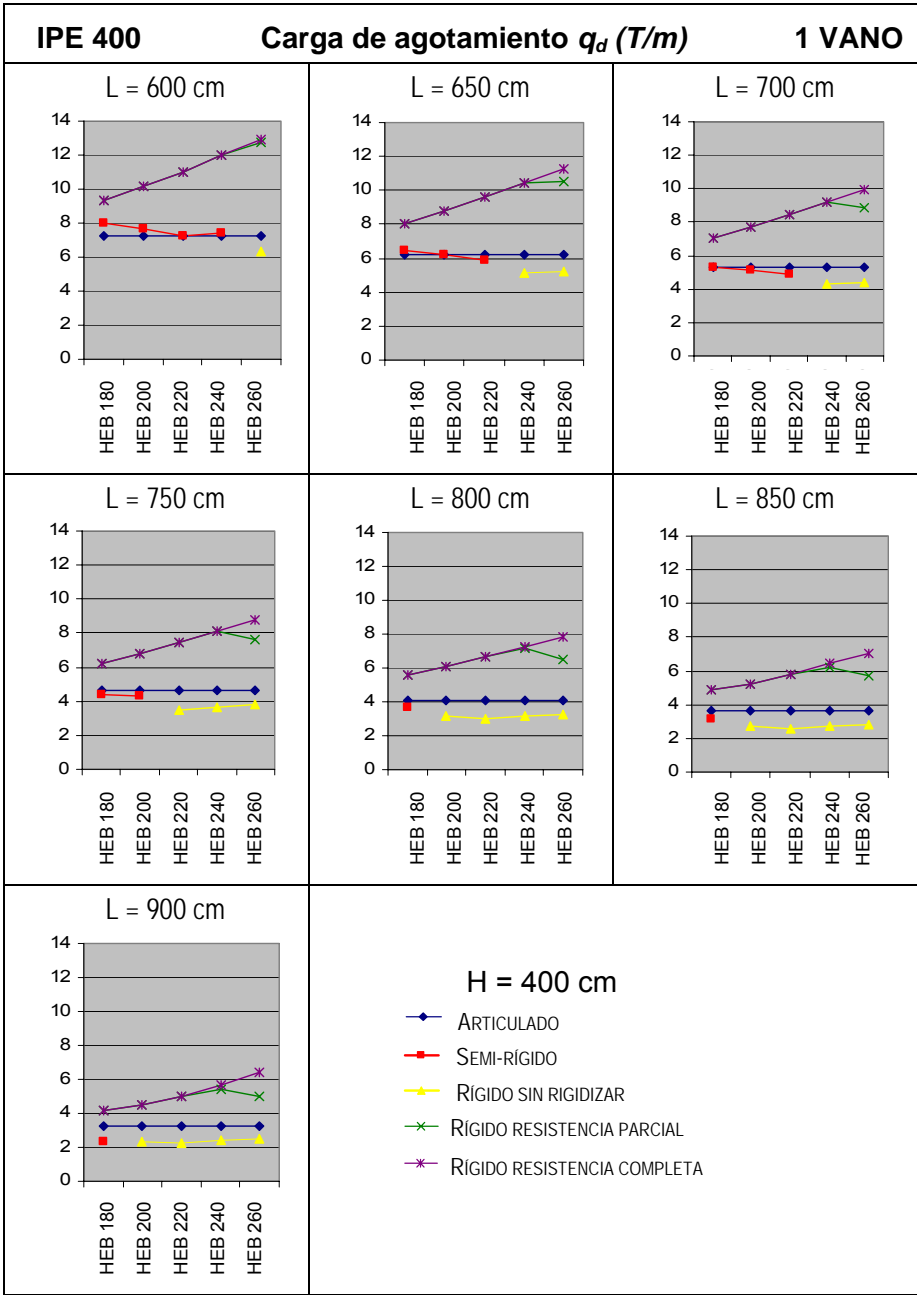 IPE 400 Carga de agotamiento qd (T/m) 1 VANO
L = 600 cm
14
12
10
8
6
4
2
0
HEB 180
HEB 200
HEB 220
HEB 240
HEB 260
L = 650 cm
14
12
10
8
6
4
2
0
HEB 180
HEB 200
HEB 220
HEB 240
HEB 260
L = 700 cm
14
12
10
8
6
4
2
0
HEB 180
HEB 200
HEB 220
HEB 240
HEB 260
L = 750 cm
14
12
10
8
6
4
2
0
HEB 180
HEB 200
HEB 220
HEB 240
HEB 260
L = 800 cm
14
12
10
8
6
4
2
0
HEB 180
HEB 200
HEB 220
HEB 240
HEB 260
L = 850 cm
14
12
10
8
6
4
2
0
HEB 180
HEB 200
HEB 220
HEB 240
HEB 260
L = 900 cm
14
12
10
8
6
4
2
0
HEB 180
HEB 200
HEB 220
HEB 240
HEB 260
H = 400 cm
ARTICULADO
SEMI-RÍGIDO
RÍGIDO SIN RIGIDIZAR
RÍGIDO RESISTENCIA PARCIAL
RÍGIDO RESISTENCIA COMPLETA